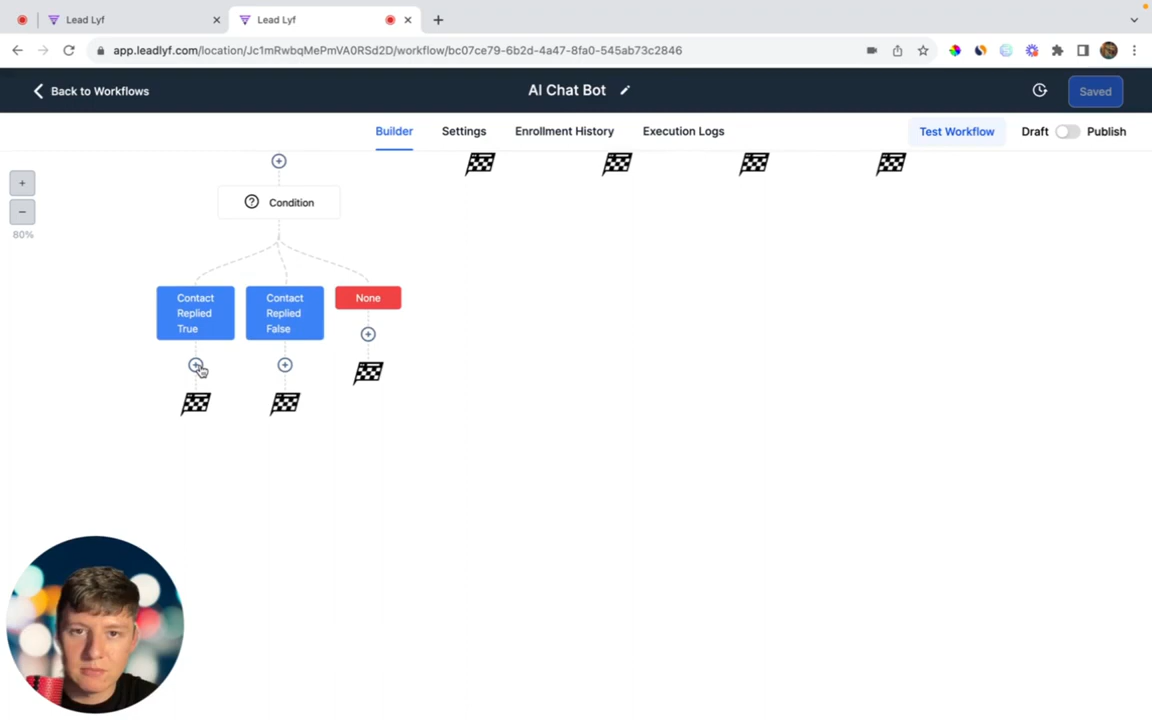 Lead Lyf
Lead Lyf
app.leadlyf.com/location/Jc1mRwbqMePmVA0RSd2D/workflow/bc07ce79-6b2d-4a47-8fa0-545ab73c2846
Back to Workflows
AI Chat Bot
Saved
Builder
Settings
Enrollment History
Execution Logs
Test Workflow
Draft
Publish
80%
Condition
Contact
Replied
True
Contact
Replied
False
None